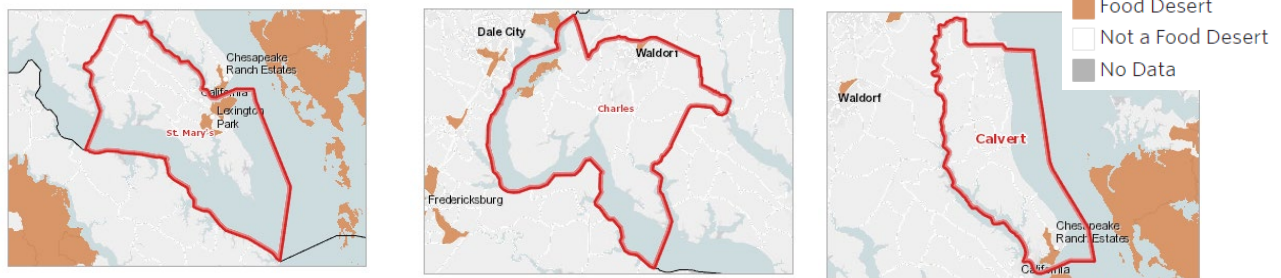 Chesapeake
Ranch Estates
California
Lexington
Park
St. Mary's
Dale City
Waldorf
Charles
Fredericksburg
Food Desert
Not a Food Desert
No Data
Waldorf
Calvert
Chesapeake
Ranch Estates
California